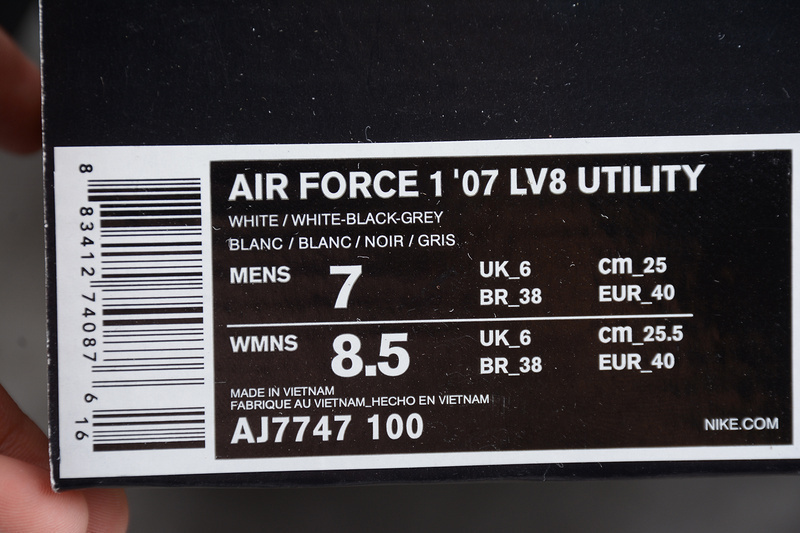 8 83412 74087 6 16
AIR FORCE 1 '07 LV8 UTILITY
WHITE / WHITE-BLACK-GREY
BLANC / BLANC / NOIR / GRIS
MENS 7 UK_6 cm_25
BR_38 EUR_40
WMNS 8.5 UK_6 cm_25.5
BR_38 EUR_40
MADE IN VIETNAM
FABRIQUE AU VIETNAM_HECHO EN VIETNAM
AJ7747 100
NIKE.COM